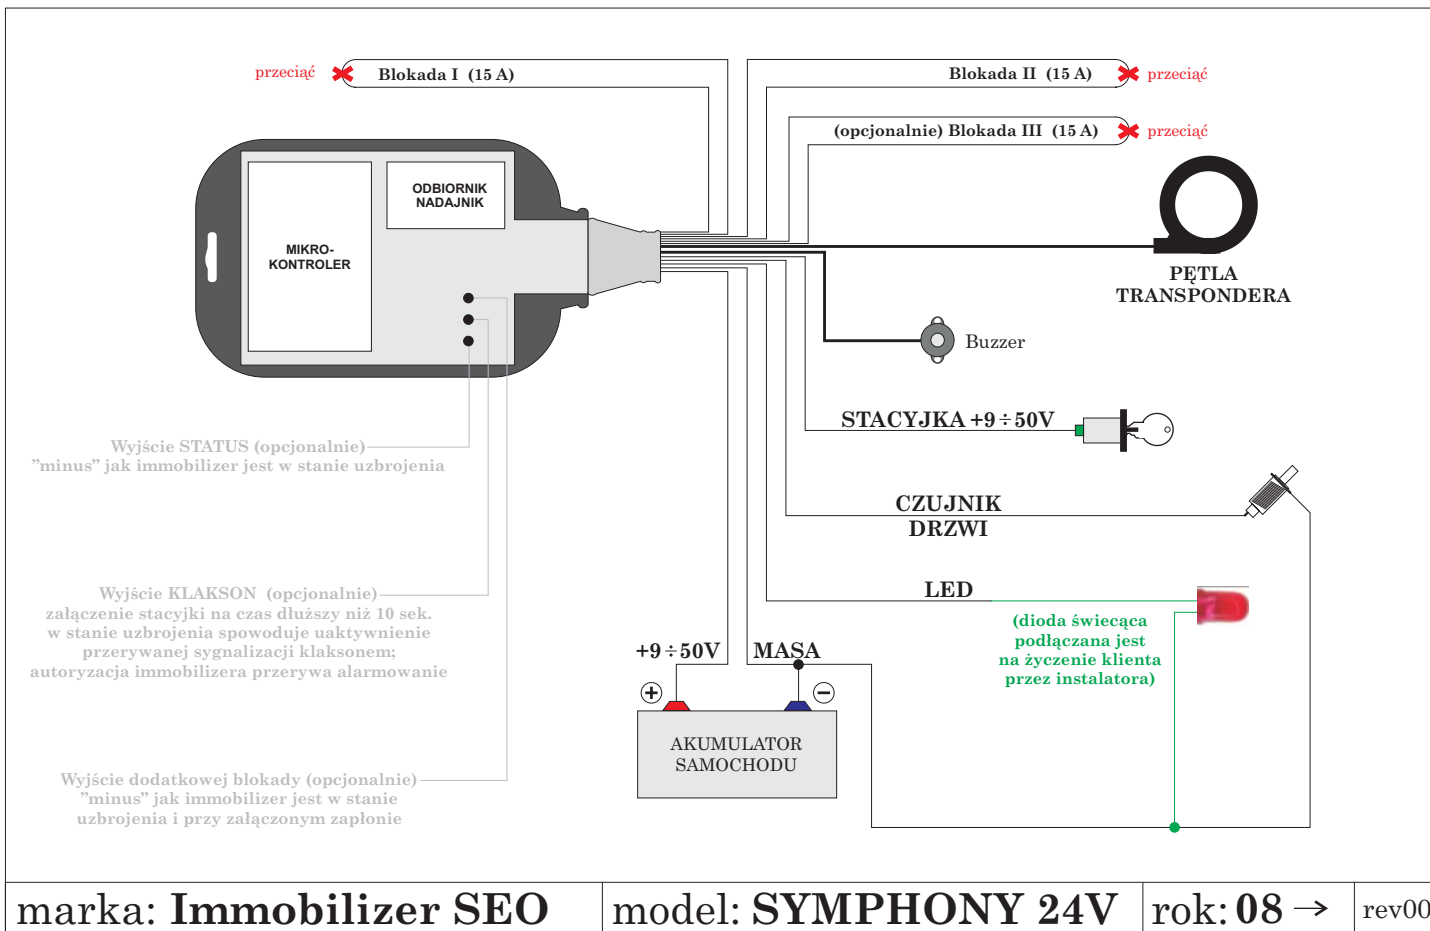 przeciąć
Blokada I (15 A)
Blokada II (15 A)
przeciąć
(opcjonalnie) Blokada III (15 A)
przeciąć
ODBIORNIK
NADAJNIK
MIKRO-
KONTROLER
PĘTLA
TRANSPONDERA
Buzzer
STACYJKA +9÷50V
Wyjście STATUS (opcjonalnie)
”minus” jak immobilizer jest w stanie uzbrojenia
CZUJNIK
DRZWI
LED
Wyjście KLAKSON (opcjonalnie)
załączenie stacyjki na czas dłuższy niż 10 sek.
w stanie uzbrojenia spowoduje uaktywnienie
przerywanej sygnalizacji klaksonem;
autoryzacja immobilizera przerywa alarmowanie
(dioda świecąca
podłączana jest
na życzenie klienta
przez instalatora)
+9÷50V
MASA
+
−
AKUMULATOR
SAMOCHODU
Wyjście dodatkowej blokady (opcjonalnie)
”minus” jak immobilizer jest w stanie
uzbrojenia i przy załączonym zapłonie
marka: Immobilizer SEO
model: SYMPHONY 24V
rok: 08 →
rev00